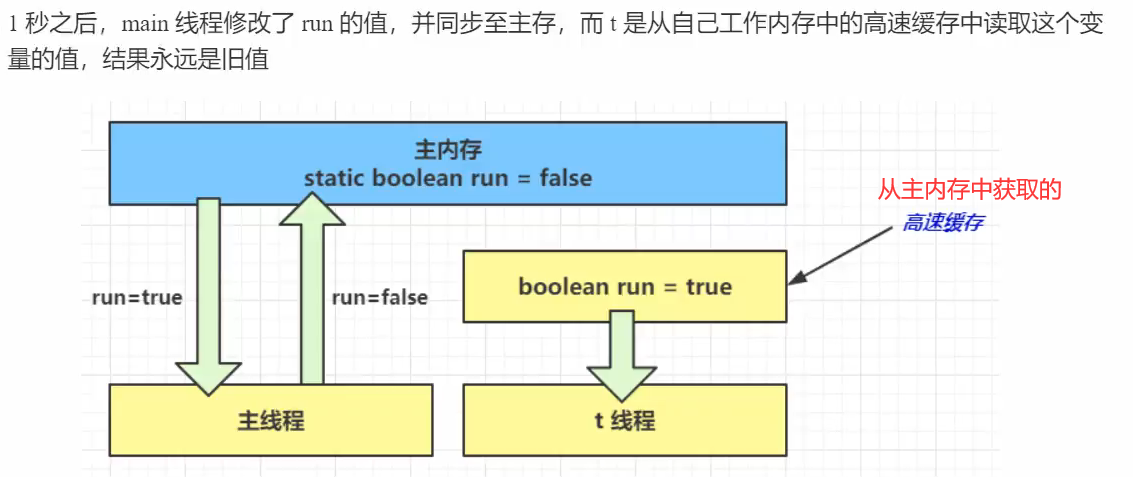 1 秒之后，main 线程修改了 run 的值，并同步至主存，而 t 是从自己工作内存中的高速缓存中读取这个变
量的值，结果永远是旧值
主内存
static boolean run = false
从主内存中获取的
高速缓存
boolean run = true
run=true
run=false
主线程
t 线程